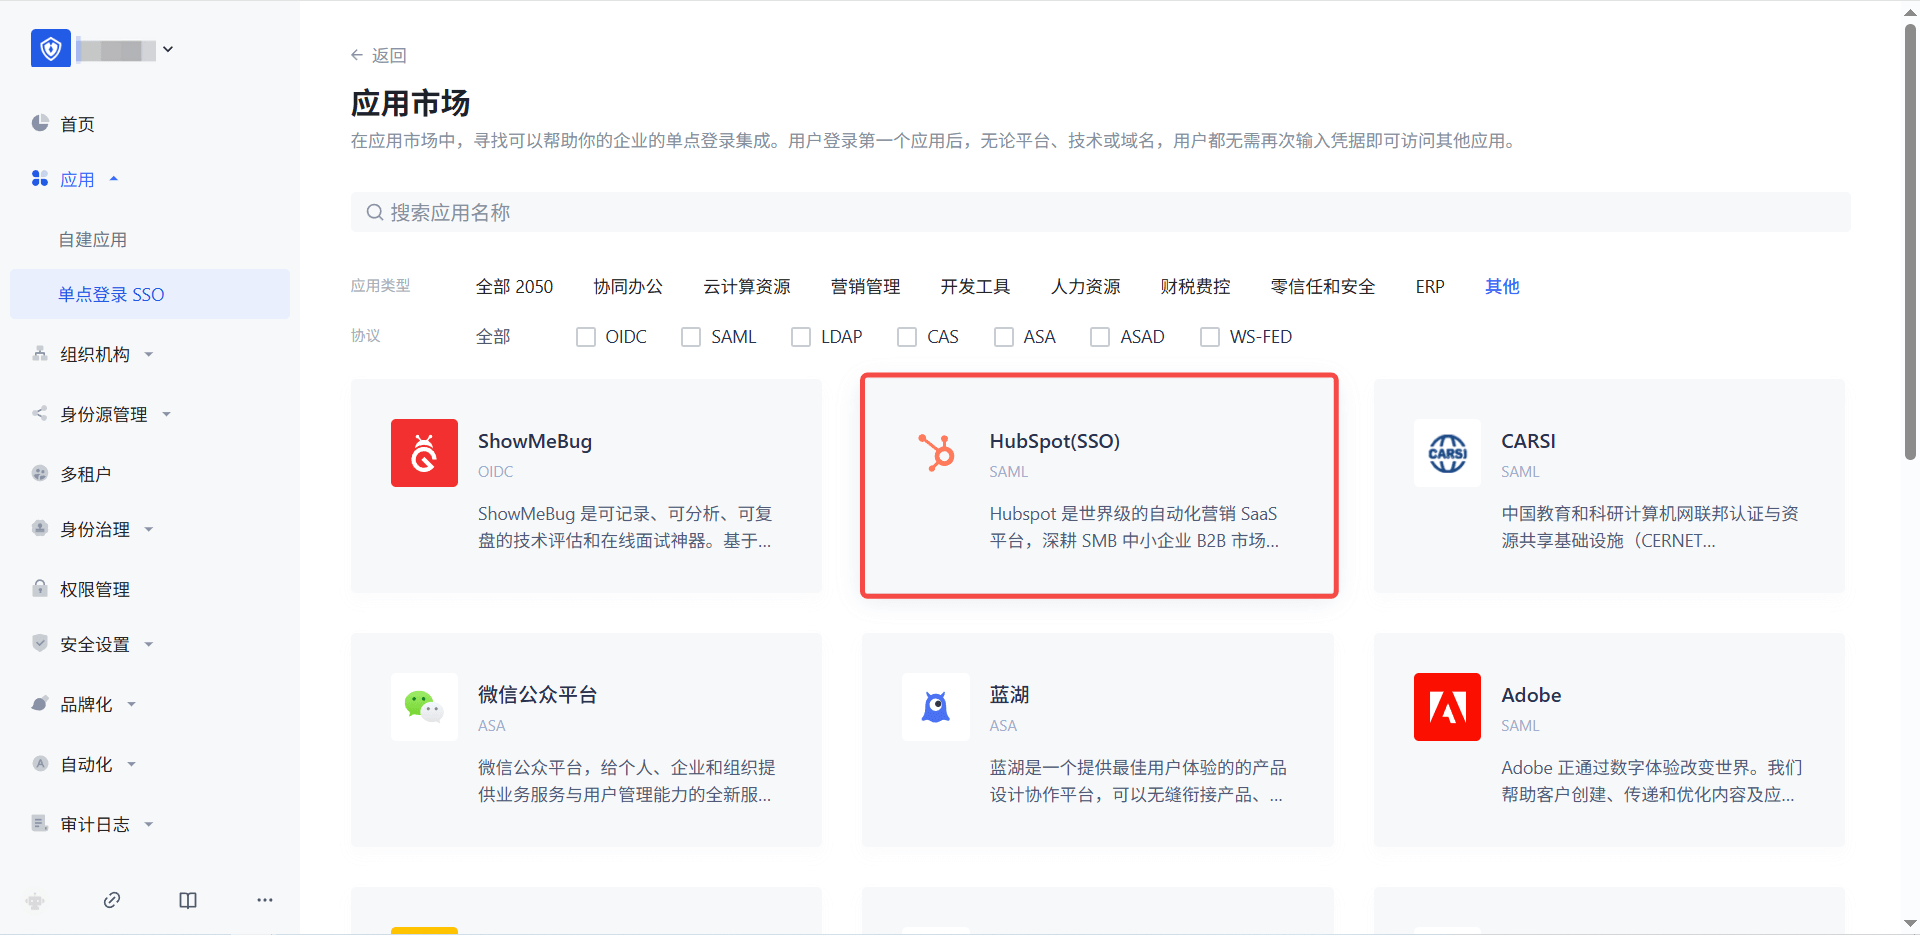 首页
应用
自建应用
单点登录 SSO
组织机构
身份源管理
多租户
身份治理
权限管理
安全设置
品牌化
自动化
审计日志
返回
应用市场
在应用市场中，寻找可以帮助你的企业的单点登录集成。用户登录第一个应用后，无论平台、技术或域名，用户都无需再次输入凭据即可访问其他应用。
搜索应用名称
应用类型 全部 2050 协同办公 云计算资源 营销管理 开发工具 人力资源 财税费控 零信任和安全 ERP 其他
协议 全部 OIDC SAML LDAP CAS ASA ASAD WS-FED
ShowMeBug
OIDC
ShowMeBug 是可记录、可分析、可复
盘的技术评估和在线面试神器。基于...
HubSpot(SSO)
SAML
Hubspot 是世界级的自动化营销 SaaS
平台，深耕 SMB 中小企业 B2B 市场...
CARSI
CARSI
SAML
中国教育和科研计算机网联邦认证与资
源共享基础设施（CERNET...
微信公众平台
ASA
微信公众平台，给个人、企业和组织提
供业务服务与用户管理能力的全新服...
蓝湖
ASA
蓝湖是一个提供最佳用户体验的的产品
设计协作平台，可以无缝衔接产品、...
Adobe
SAML
Adobe 正通过数字体验改变世界。我们
帮助客户创建、传递和优化内容及应...